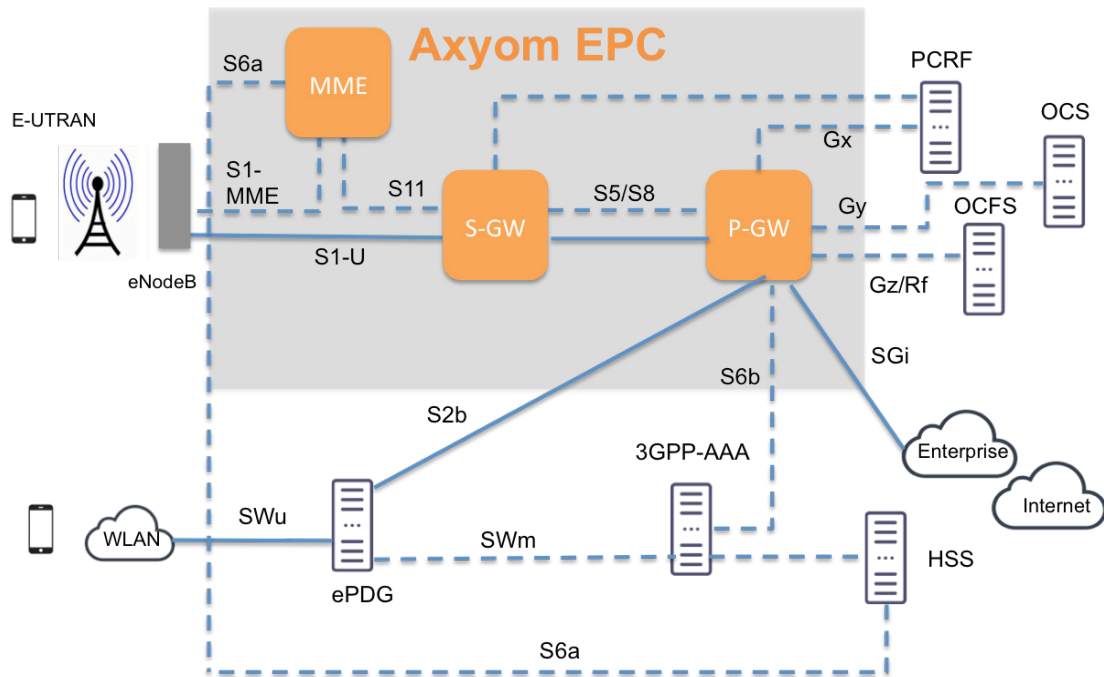 Axyom EPC
S6a
MME
PCRF
OCS
E-UTRAN
Gx
S1-
MME
S11
S5/S8
Gy
OCFS
S-GW
P-GW
S1-U
eNodeB
Gz/Rf
SGi
S6b
S2b
3GPP-AAA
Enterprise
Internet
SWu
WLAN
SWm
HSS
ePDG
S6a